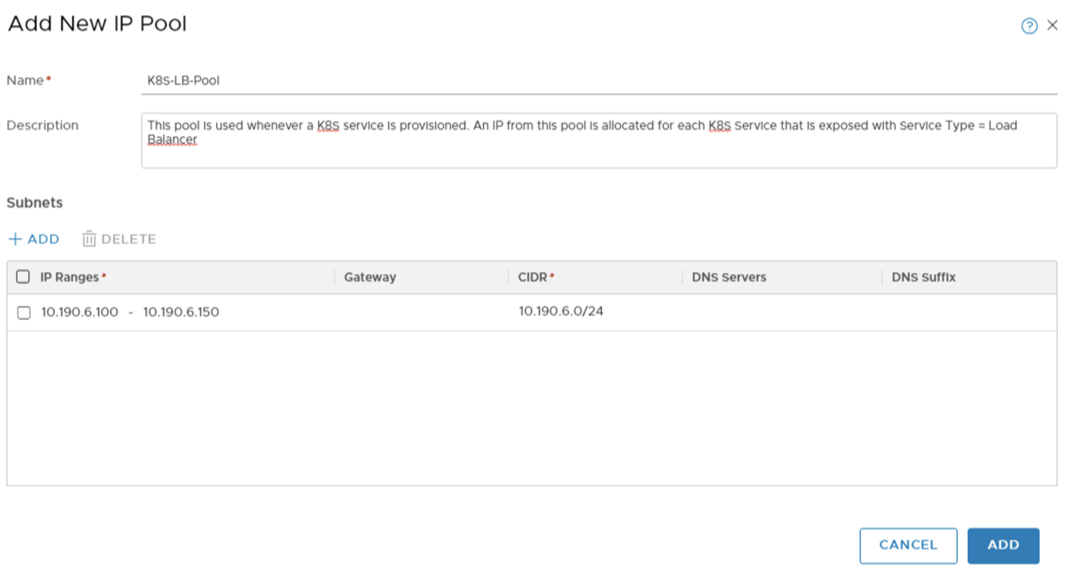 Add New IP Pool
Name*
K8S-LB-Pool
Description
This pool is used whenever a K8S service is provisioned. An IP from this pool is allocated for each K8S Service that is exposed with Service Type = Load
Balancer
Subnets
+ ADD DELETE
IP Ranges* Gateway CIDR* DNS Servers DNS Suffix
10.190.6.100 - 10.190.6.150 10.190.6.0/24
CANCEL ADD